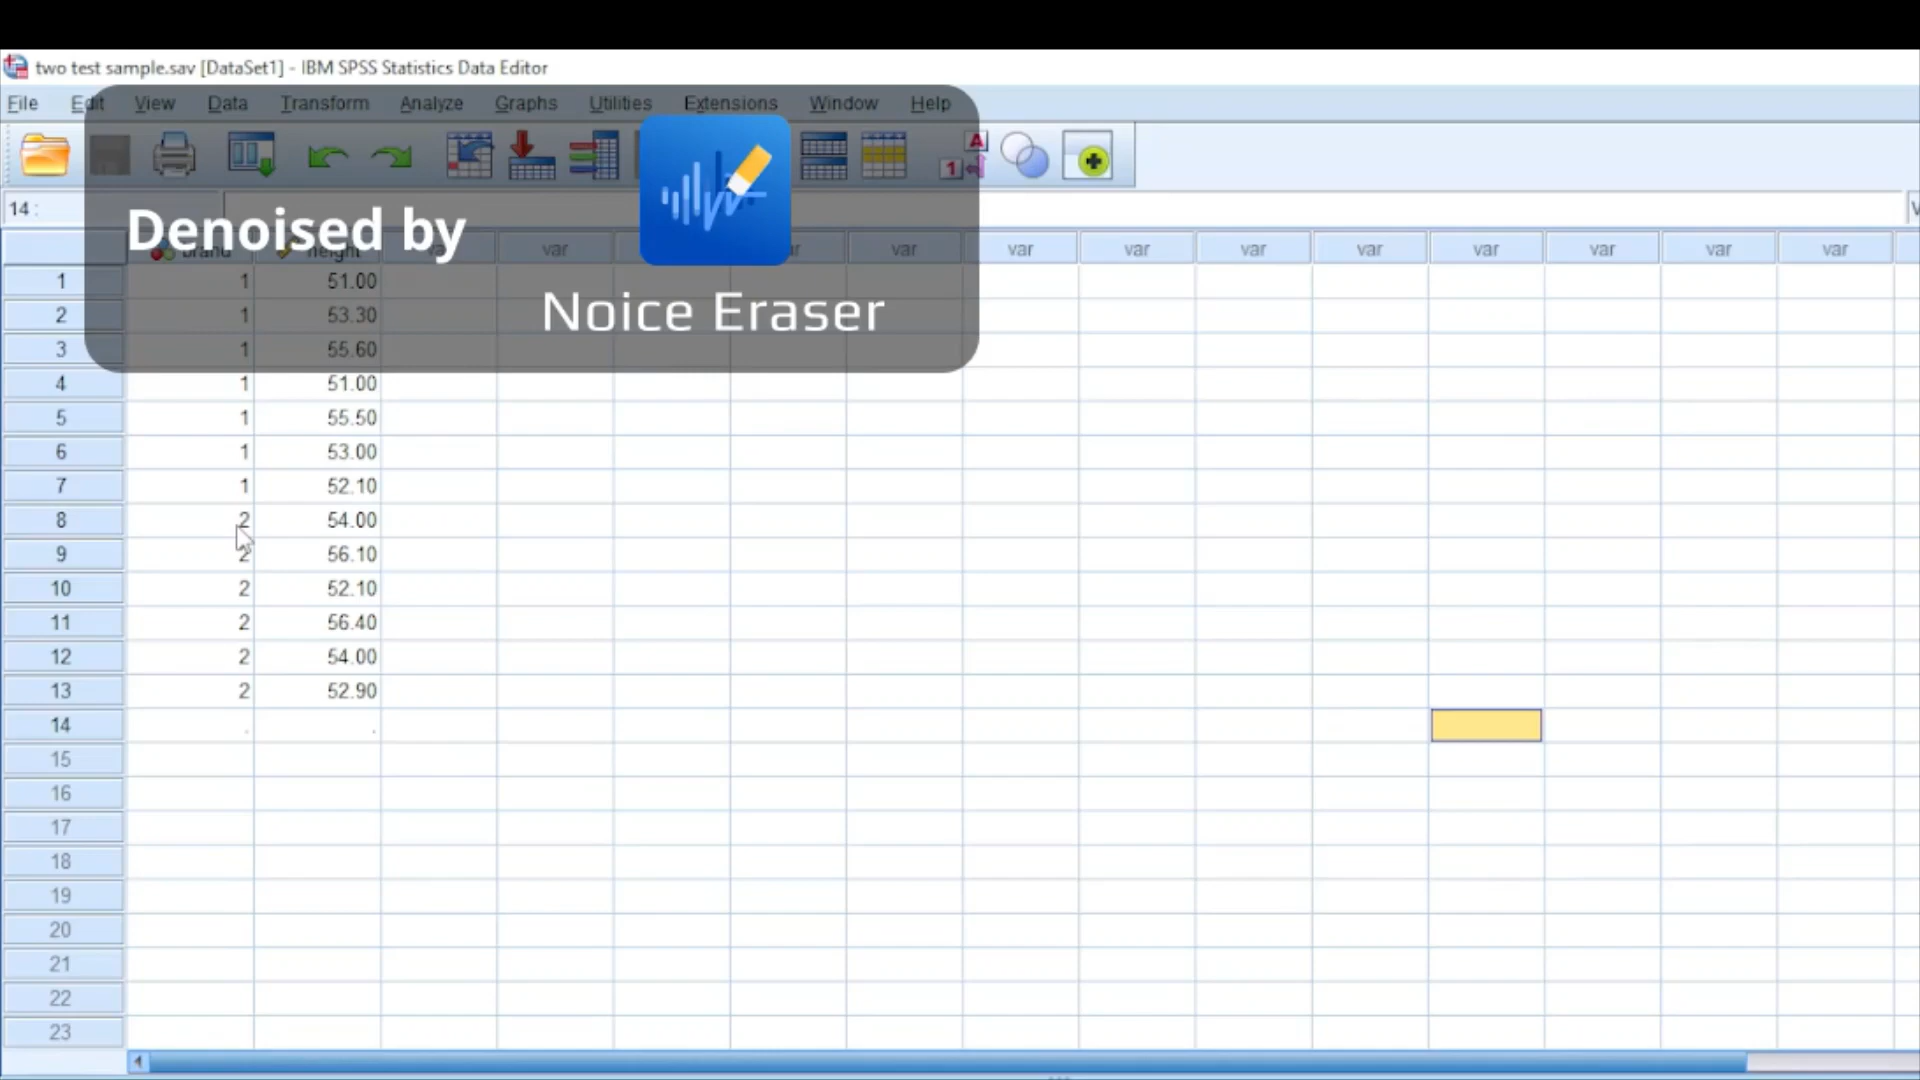 two test sample.sav [DataSet1] - IBM SPSS Statistics Data Editor
File Edit View Data Transform Analyze Graphs Utilities Extensions Window Help
14 :
Denoised by
Noice Eraser
brand height var var var var var var var var var var var
1 1 51.00
2 1 53.30
3 1 55.60
4 1 51.00
5 1 55.50
6 1 53.00
7 1 52.10
8 2 54.00
9 2 56.10
10 2 52.10
11 2 56.40
12 2 54.00
13 2 52.90
14 . .
15
16
17
18
19
20
21
22
23